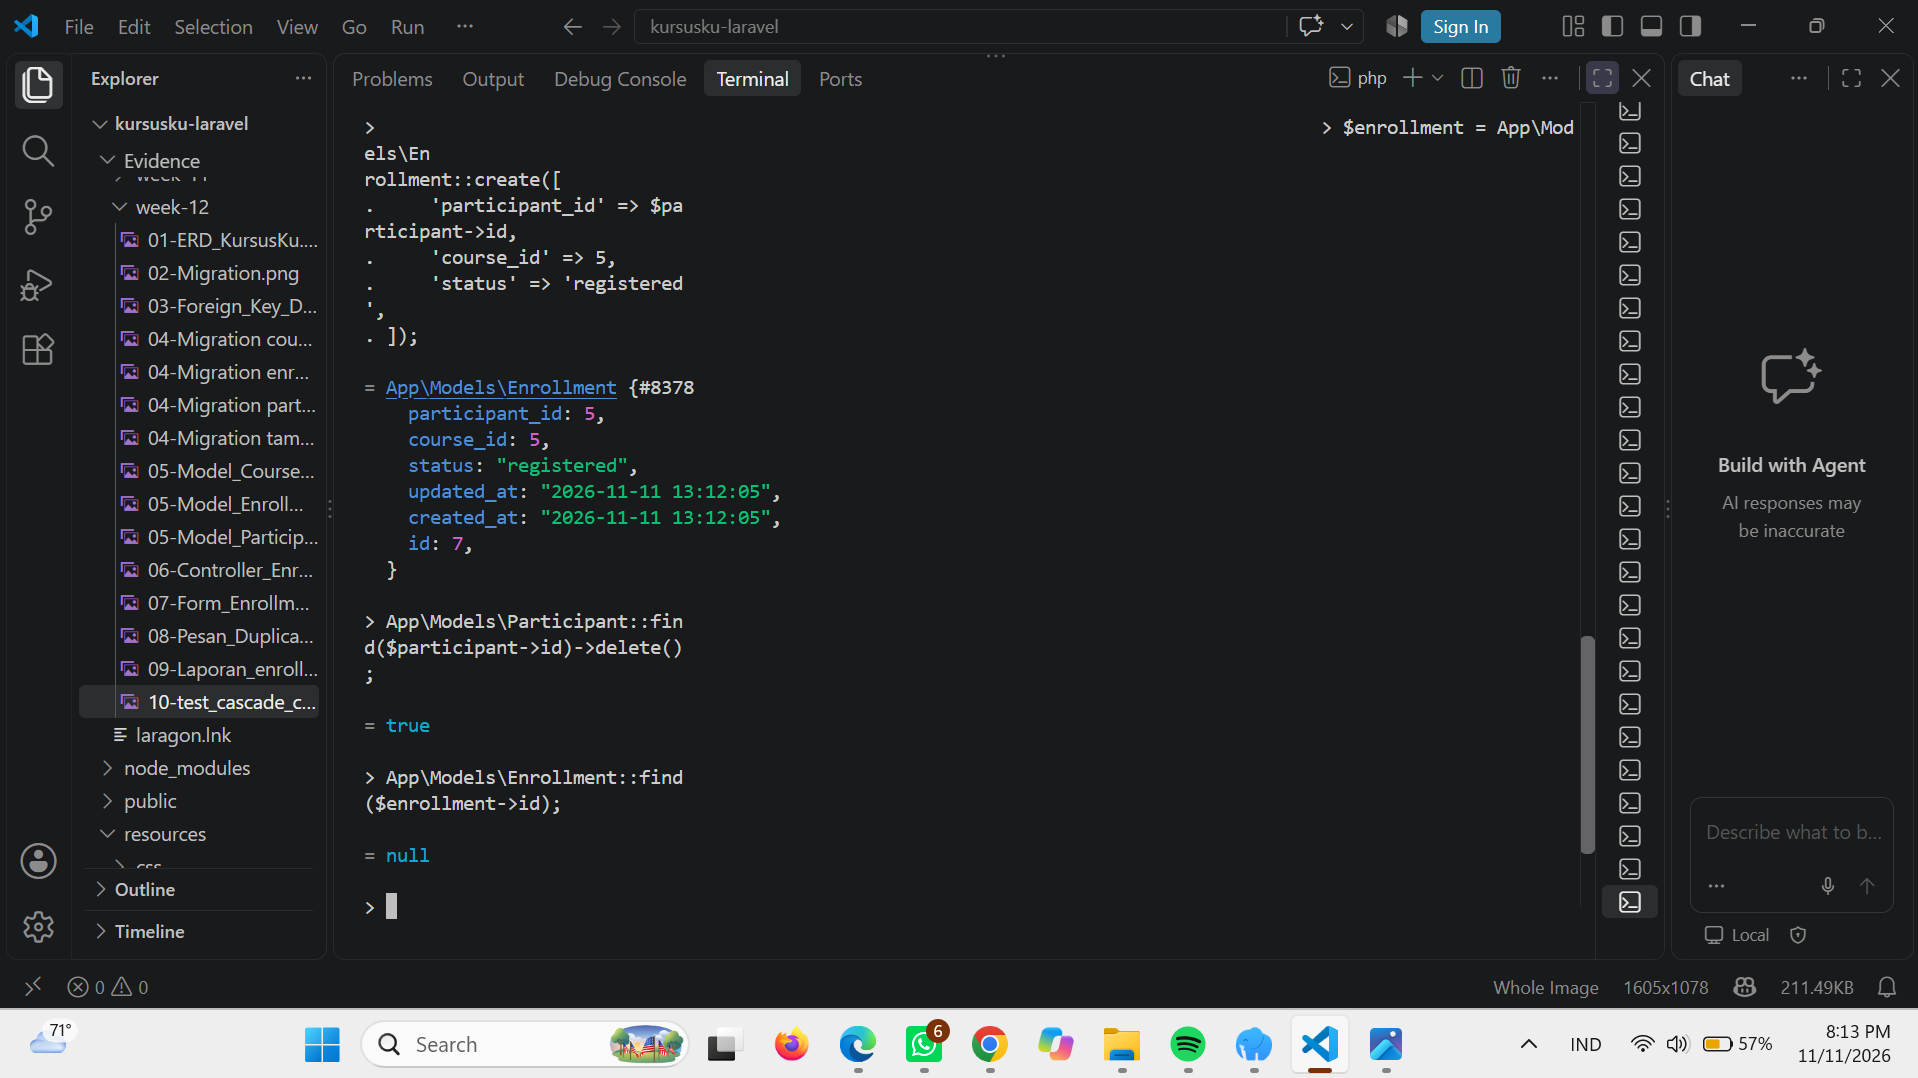 File Edit Selection View Go Run ···
kursusku-laravel
Sign In
Explorer
kursusku-laravel
Evidence
week-11
week-12
01-ERD_KursusKu....
02-Migration.png
03-Foreign_Key_D...
04-Migration cou...
04-Migration enr...
04-Migration part...
04-Migration tam...
05-Model_Course...
05-Model_Enroll...
05-Model_Particip...
06-Controller_Enr...
07-Form_Enrollm...
08-Pesan_Duplica...
09-Laporan_enroll...
10-test_cascade_c...
laragon.lnk
node_modules
public
resources
css
Outline
Timeline
Problems Output Debug Console Terminal Ports
php
> > $enrollment = App\Mod
els\En
rollment::create([
.     'participant_id' => $pa
rticipant->id,
.     'course_id' => 5,
.     'status' => 'registered
',
. ]);
= App\Models\Enrollment {#8378
participant_id: 5,
course_id: 5,
status: "registered",
updated_at: "2026-11-11 13:12:05",
created_at: "2026-11-11 13:12:05",
id: 7,
}
> App\Models\Participant::fin
d($participant->id)->delete()
;
= true
> App\Models\Enrollment::find
($enrollment->id);
= null
>
Chat
Build with Agent
AI responses may
be inaccurate
Describe what to b...
Local
0 0
Whole Image 1605x1078 211.49KB
71°
Search
6
IND
57%
8:13 PM
11/11/2026